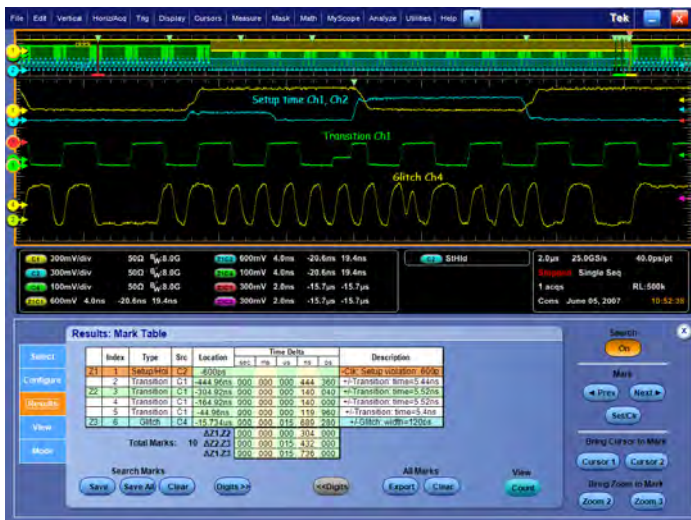 File Edit Vertical Horiz/Acq Trig Display Cursors Measure Mask Math MyScope Analyze Utilities Help Tek
Setup time Ch1, Ch2
Transition Ch1
Glitch Ch4
300mV/div 50Ω 8.0G 600mV 4.0ns -20.6ns 19.4ns StHld 2.0µs 25.0GS/s 40.0ps/pt
300mV/div 50Ω 8.0G 100mV 4.0ns -20.6ns 19.4ns Stopped Single Seq
100mV/div 50Ω 8.0G 300mV 2.0ns -15.7µs -15.7µs 1 acqs RL:500k
600mV 4.0ns -20.6ns 19.4ns 300mV 2.0ns -15.7µs -15.7µs Cons June 05, 2007 10:52:38
Results: Mark Table
Search
On
Select
Configure
Results
View
Mode
Index Type Src Location Time Delta Description
sec ms us ns ps
Z1 1 Setup/Hol C2 -600ps -Clk; Setup violation: 600p
2 Transition C1 -444.96ns 000 000 000 444 360 +/-Transition: time=5.44ns
Z2 3 Transition C1 -304.92ns 000 000 000 140 040 +/-Transition: time=5.52ns
4 Transition C1 -164.92ns 000 000 000 140 000 +/-Transition: time=5.52ns
5 Transition C1 -44.96ns 000 000 000 119 960 +/-Transition: time=5.4ns
Z3 6 Glitch C4 -15.734us 000 000 015 689 280 +/-Glitch: width=120ps
ΔZ1.Z2 000 000 000 304 000
Total Marks: 10 ΔZ2.Z3 000 000 015 432 000
ΔZ1.Z3 000 000 015 736 000
Search Marks
Save Save All Clear
Digits >>
<<Digits
All Marks
Export Clear
View
Count
Mark
Prev Next
Set/Clr
Bring Cursor to Mark
Cursor 1 Cursor 2
Bring Zoom to Mark
Zoom 2 Zoom 3